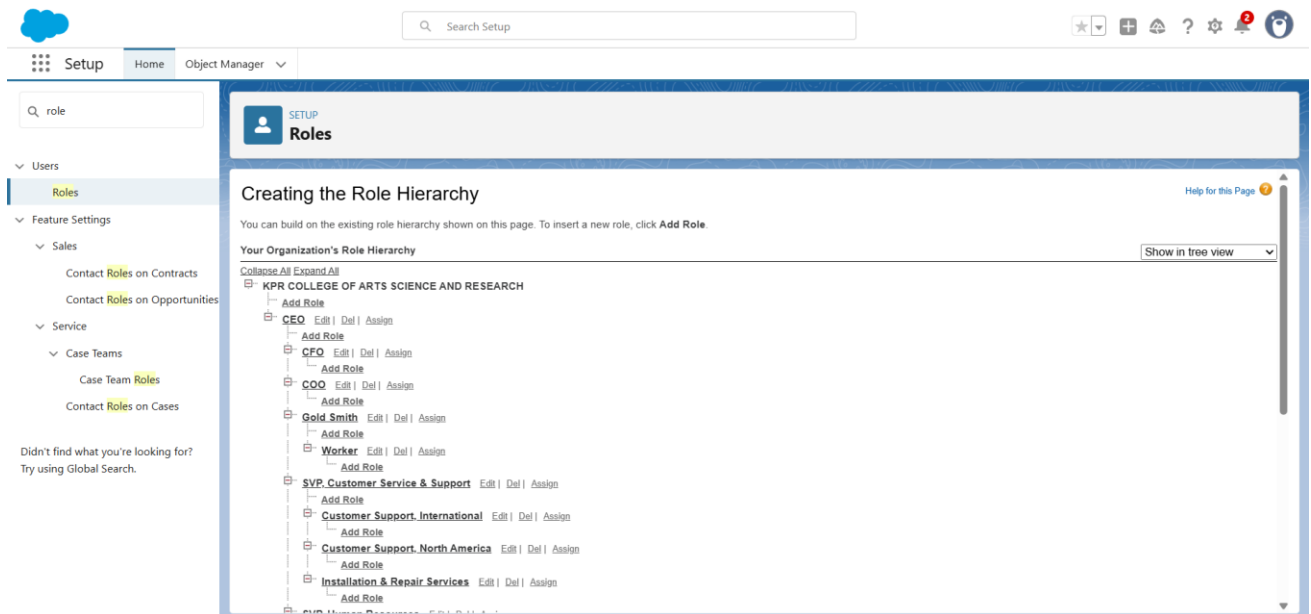 Search Setup
2
Setup
Home
Object Manager
role
Users
Roles
Feature Settings
Sales
Contact Roles on Contracts
Contact Roles on Opportunities
Service
Case Teams
Case Team Roles
Contact Roles on Cases
Didn't find what you're looking for?
Try using Global Search.
SETUP
Roles
Creating the Role Hierarchy
Help for this Page ?
You can build on the existing role hierarchy shown on this page. To insert a new role, click Add Role.
Your Organization's Role Hierarchy
Show in tree view
Collapse All Expand All
KPR COLLEGE OF ARTS SCIENCE AND RESEARCH
Add Role
CEO Edit | Del | Assign
Add Role
CFO Edit | Del | Assign
Add Role
COO Edit | Del | Assign
Add Role
Gold Smith Edit | Del | Assign
Add Role
Worker Edit | Del | Assign
Add Role
SVP, Customer Service & Support Edit | Del | Assign
Add Role
Customer Support, International Edit | Del | Assign
Add Role
Customer Support, North America Edit | Del | Assign
Add Role
Installation & Repair Services Edit | Del | Assign
Add Role